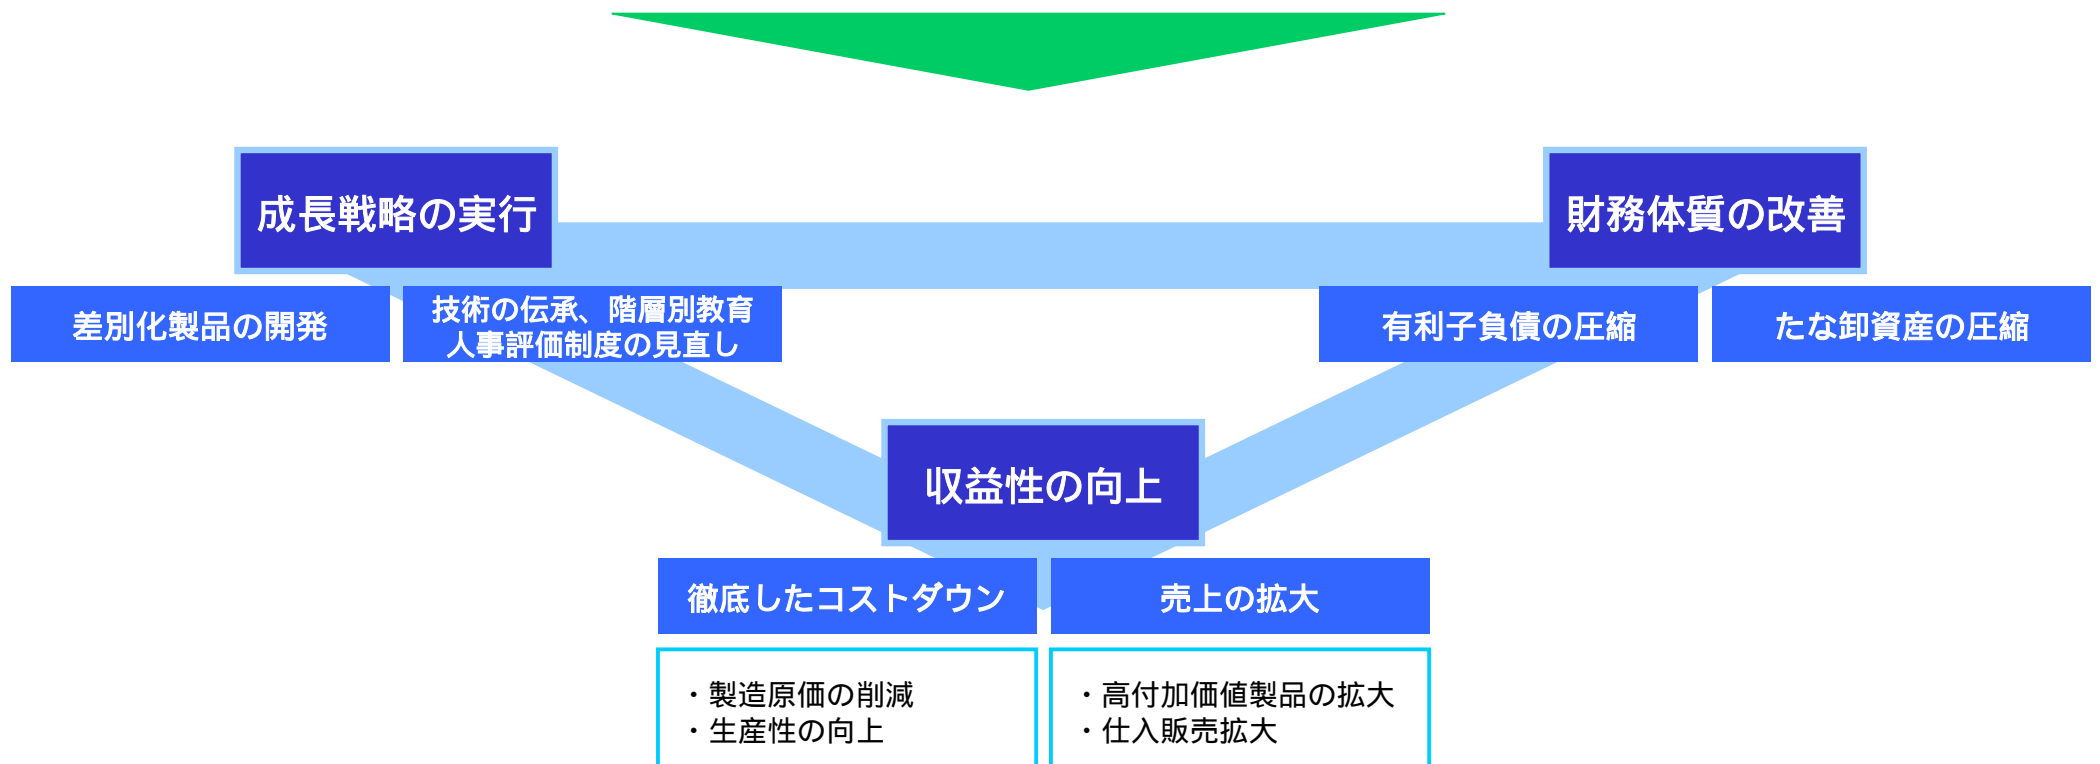 成長戦略の実行
財務体質の改善
差別化製品の開発
技術の伝承、階層別教育
人事評価制度の見直し
有利子負債の圧縮
たな卸資産の圧縮
収益性の向上
徹底したコストダウン
売上の拡大
・製造原価の削減
・生産性の向上
・高付加価値製品の拡大
・仕入販売拡大